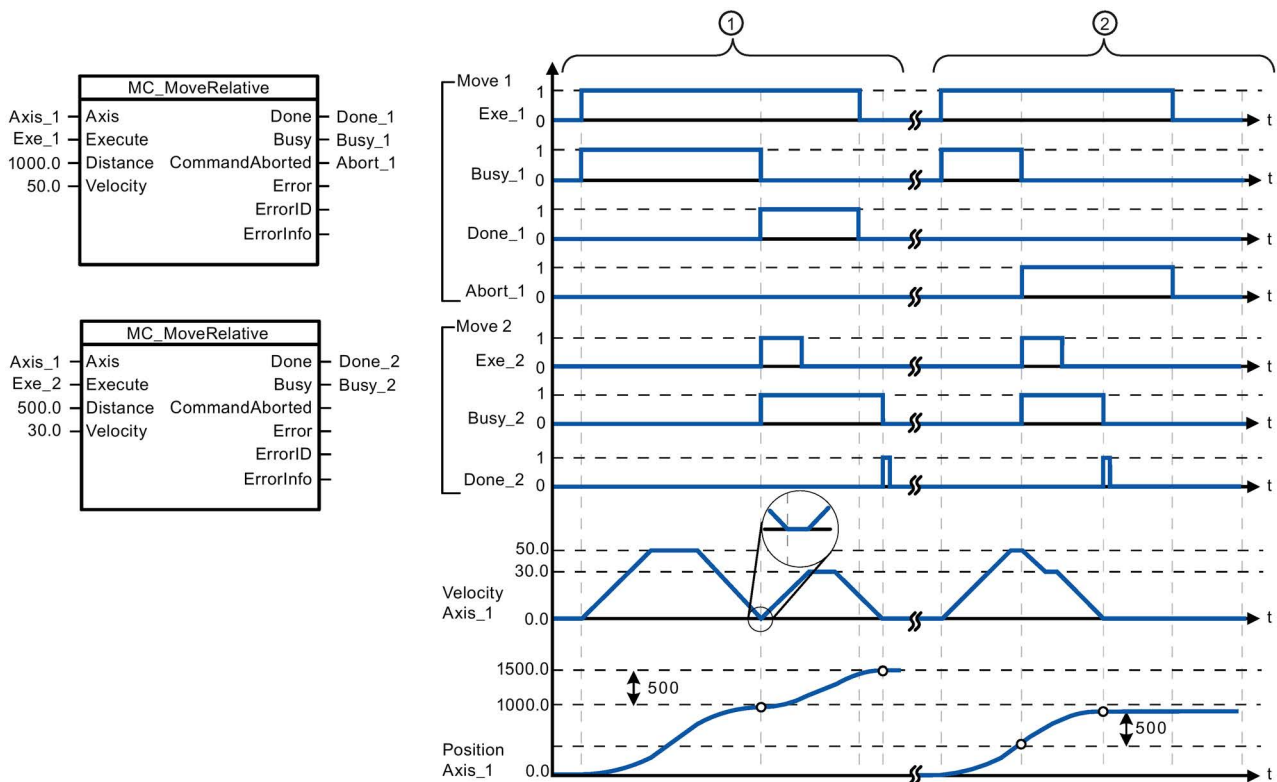 MC_MoveRelative
Axis_1 Axis Done Done_1
Exe_1 Execute Busy Busy_1
1000.0 Distance CommandAborted Abort_1
50.0 Velocity Error
ErrorID
ErrorInfo
MC_MoveRelative
Axis_1 Axis Done Done_2
Exe_2 Execute Busy Busy_2
500.0 Distance CommandAborted
30.0 Velocity Error
ErrorID
ErrorInfo
1 2
Move 1
Exe_1 1 0 t
Busy_1 1 0 t
Done_1 1 0 t
Abort_1 1 0 t
Move 2
Exe_2 1 0 t
Busy_2 1 0 t
Done_2 1 0 t
50.0
30.0
Velocity
Axis_1
0.0 t
1500.0
500
1000.0
500
Position
Axis_1
0.0 t